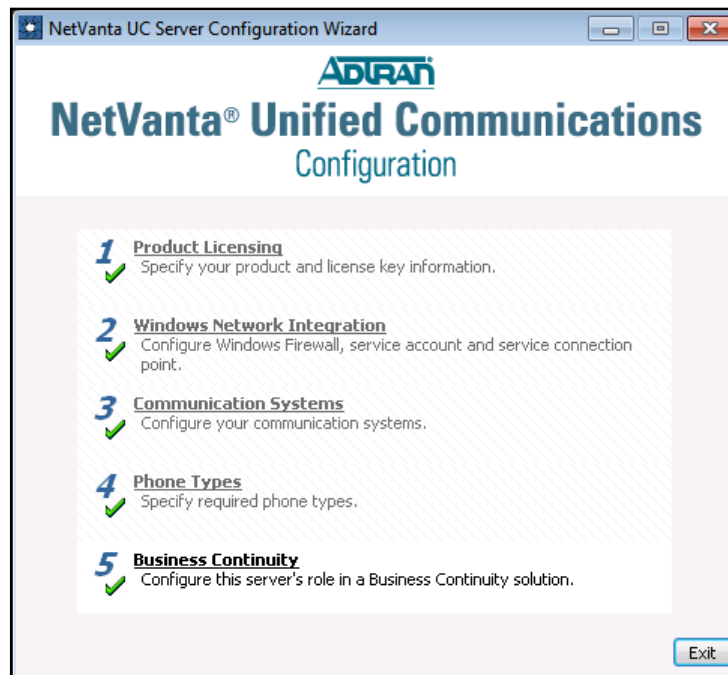 NetVanta UC Server Configuration Wizard
ADTRAN
NetVanta® Unified Communications
Configuration
1 Product Licensing
Specify your product and license key information.
2 Windows Network Integration
Configure Windows Firewall, service account and service connection
point.
3 Communication Systems
Configure your communication systems.
4 Phone Types
Specify required phone types.
5 Business Continuity
Configure this server's role in a Business Continuity solution.
Exit